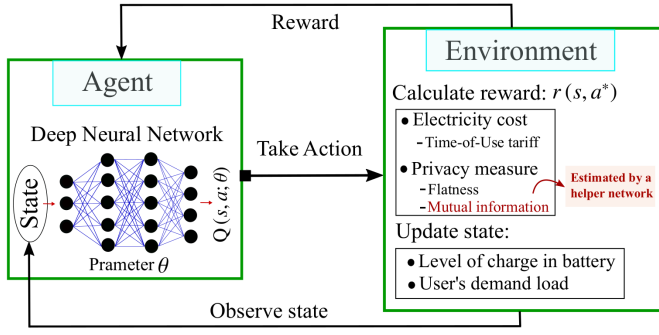 Reward
Agent
Deep Neural Network
State
Q(s,a;θ)
Prameter θ
Take Action
Environment
Calculate reward: r(s,a*)
● Electricity cost
-Time-of-Use tariff
● Privacy measure
-Flatness
-Mutual information
Estimated by a
helper network
Update state:
● Level of charge in battery
● User's demand load
Observe state